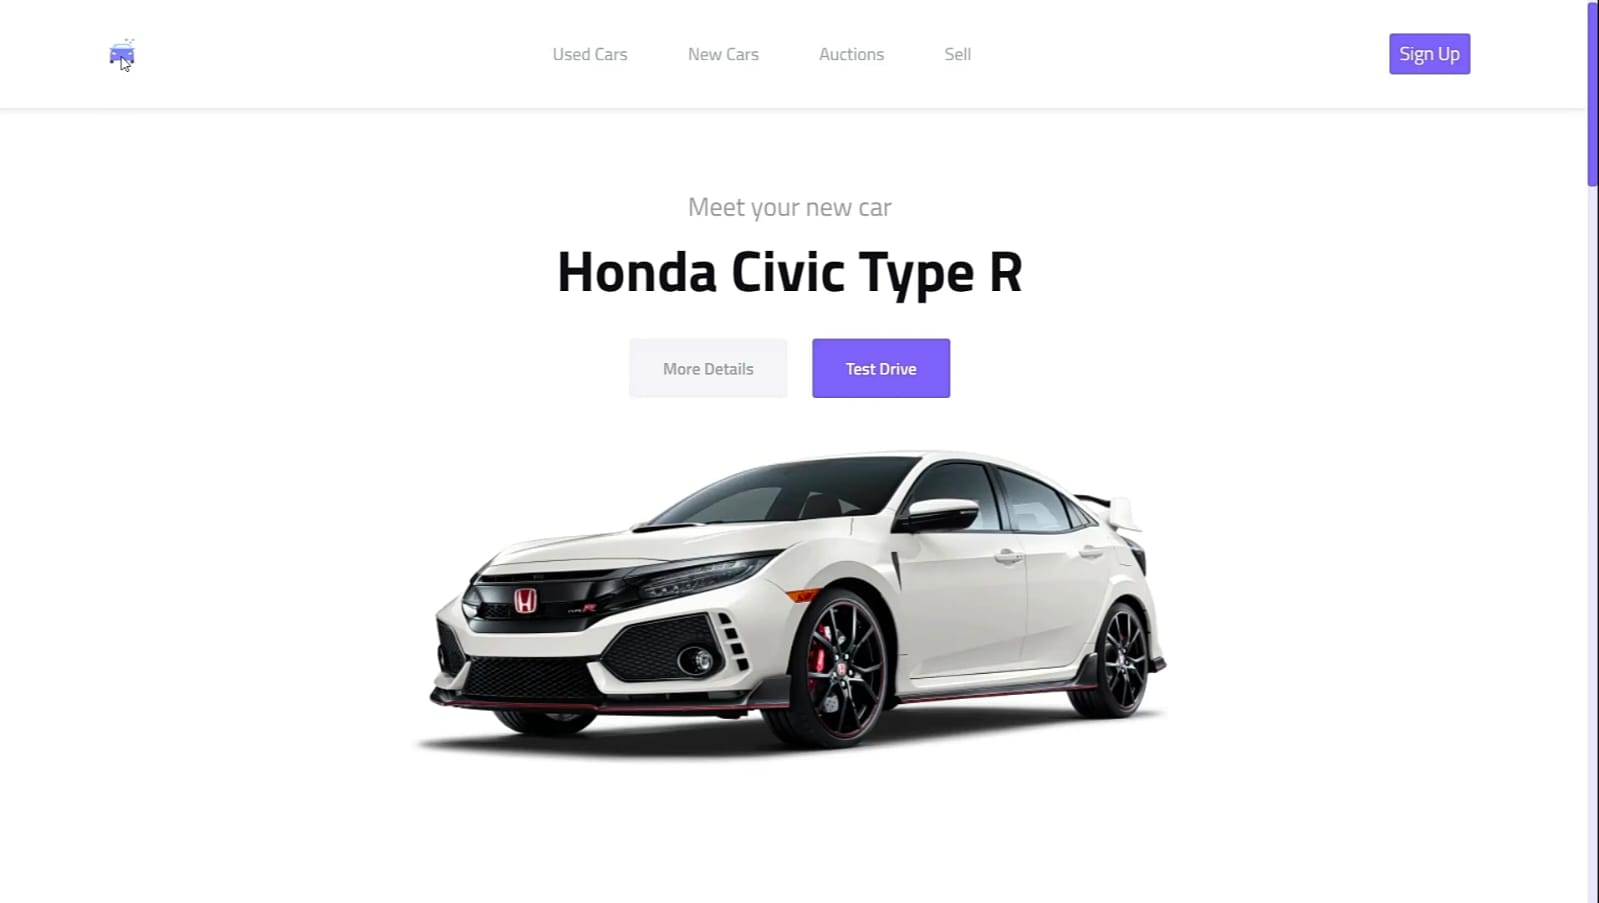 Used Cars New Cars Auctions Sell Sign Up
Meet your new car
Honda Civic Type R
More Details Test Drive